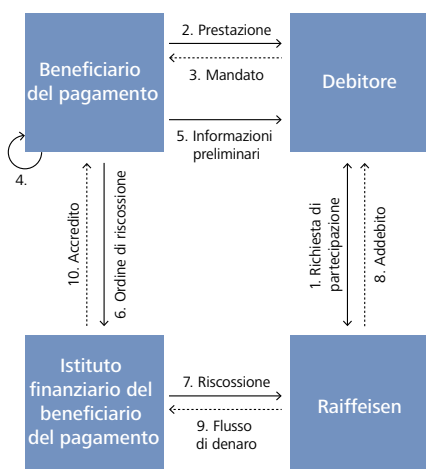 2. Prestazione
Beneficiario
del pagamento
3. Mandato
Debitore
5. Informazioni
preliminari
4.
10. Accredito
6. Ordine di riscossione
1. Richiesta di
partecipazione
8. Addebito
Istituto
finanziario del
beneficiario
del pagamento
7. Riscossione
9. Flusso
di denaro
Raiffeisen